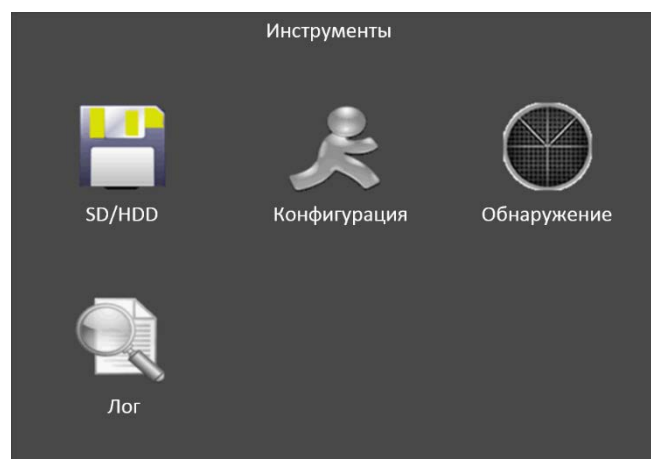 Инструменты
SD/HDD
Конфигурация
Обнаружение
Лог